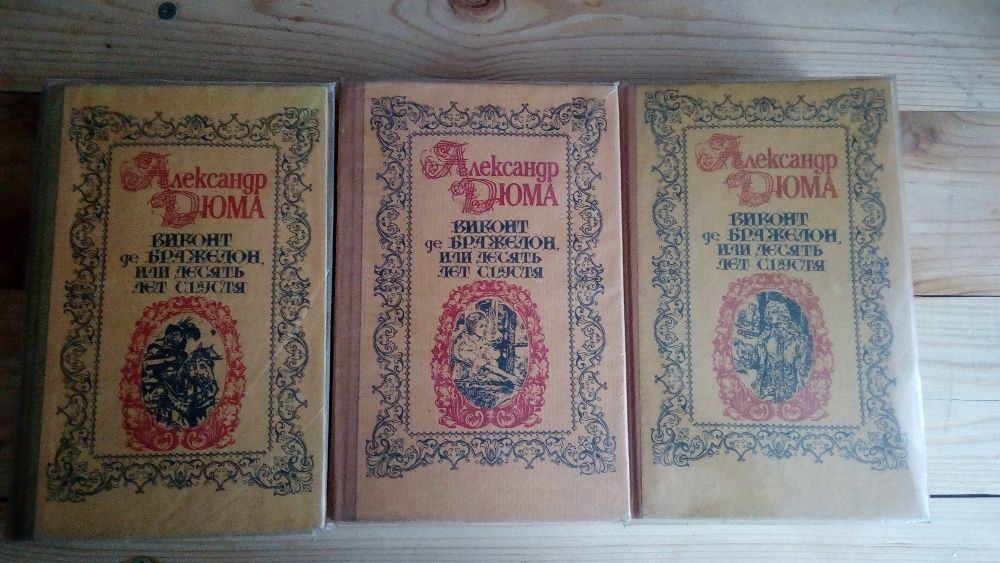 Александр
Дюма
Виконт
де Бражелон,
или десять
лет спустя
Александр
Дюма
Виконт
де Бражелон,
или десять
лет спустя
Александр
Дюма
Виконт
де Бражелон,
или десять
лет спустя